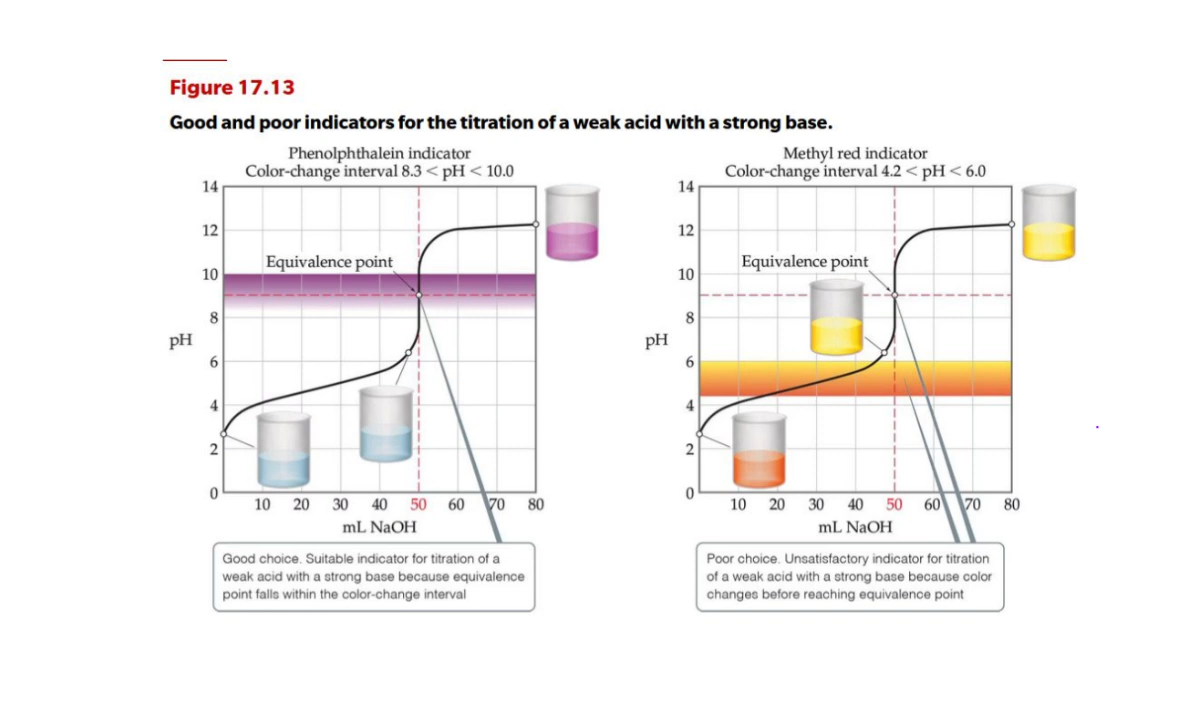 Figure 17.13
Good and poor indicators for the titration of a weak acid with a strong base.
Phenolphthalein indicator
Color-change interval 8.3 < pH < 10.0
14
12
Equivalence point
10
8
pH
6
4
2
0
10 20 30 40 50 60 70 80
mL NaOH
Good choice. Suitable indicator for titration of a
weak acid with a strong base because equivalence
point falls within the color-change interval
Methyl red indicator
Color-change interval 4.2 < pH < 6.0
14
12
Equivalence point
10
8
pH
6
4
2
0
10 20 30 40 50 60 70 80
mL NaOH
Poor choice. Unsatisfactory indicator for titration
of a weak acid with a strong base because color
changes before reaching equivalence point